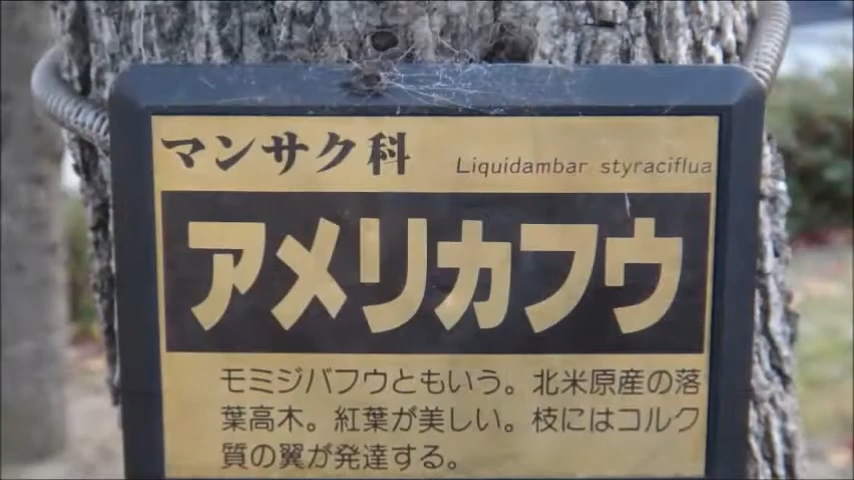 マンサク科 Liquidambar styraciflua
アメリカフウ
モミジバフウともいう。北米原産の落
葉高木。紅葉が美しい。枝にはコルク
質の翼が発達する。